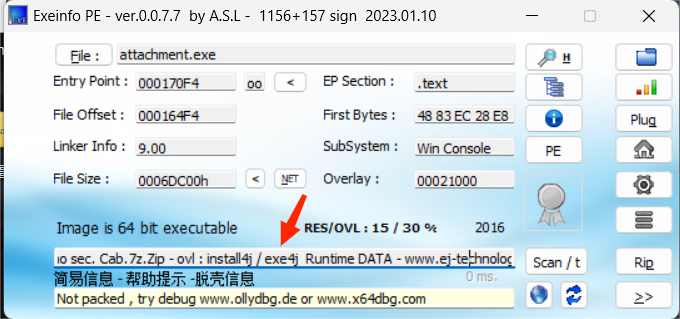 Exeinfo PE - ver.0.0.7.7 by A.S.L - 1156+157 sign 2023.01.10
File : attachment.exe H
Entry Point : 000170F4 oo < EP Section : .text
File Offset : 000164F4 First Bytes : 48 83 EC 28 E8 Plug
Linker Info : 9.00 SubSystem : Win Console PE
File Size : 0006DC00h < NET Overlay : 00021000
Image is 64 bit executable RES/OVL : 15 / 30 % 2016
sec. Cab.7z.Zip - ovl : install4j / exe4j Runtime DATA - www.ej-technolog Scan / t Rip
简易信息 - 帮助提示 -脱壳信息 0 ms.
Not packed , try debug www.ollydbg.de or www.x64dbg.com >>